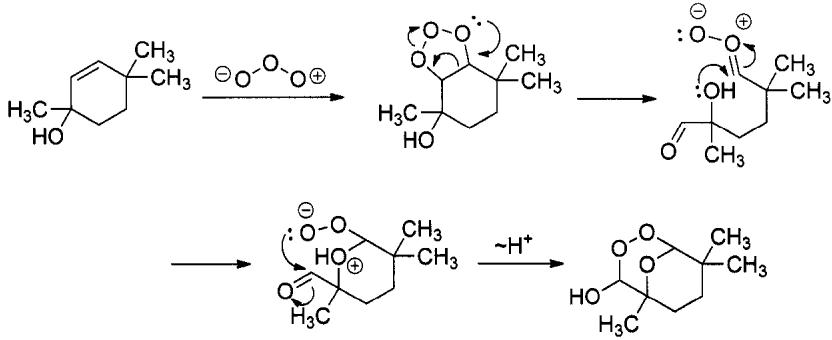 CH₃
CH₃
H₃C
HO
⊖ O O O ⊕
O O O :
CH₃
CH₃
H₃C
HO
⊖ ⊕
: O O
: OH
CH₃
CH₃
O
CH₃
⊖
: O O
CH₃
CH₃
HO ⊕
O
H₃C
~H⁺
O O
O
CH₃
CH₃
HO
H₃C